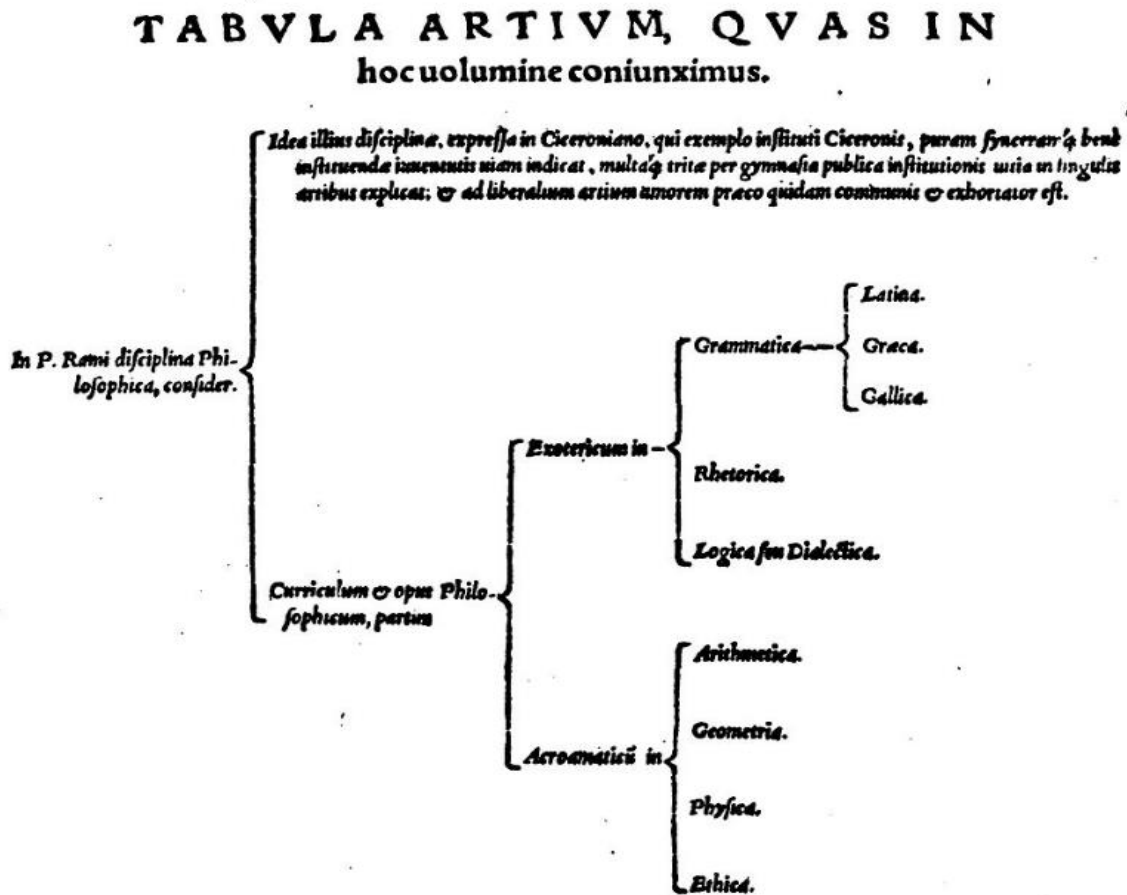 TABVLA ARTIVM, QVAS IN
hoc uolumine coniunximus.
Idea illius diſciplinæ, expreſſa in Ciceroniano, qui exemplo inſtituti Ciceronis, puram ſynceramq́ʒ bene
inſtituendæ iuuentutis uiam indicat, multaq́ʒ tritæ per gymnaſia publica inſtitutionis uitia in ſingulis
artibus explicat: & ad liberalium artium amorem præco quidam communis & exhortator eſt.
In P. Rami diſciplina Phi-
loſophica, conſider.
Latina.
Grammatica
Græca.
Gallica.
Exotericum in
Rhetorica.
Logica ſeu Dialectica.
Curriculum & opus Philo-
ſophicum, partim
Arithmetica.
Geometria.
Acroamaticũ in
Phyſica.
Ethica.